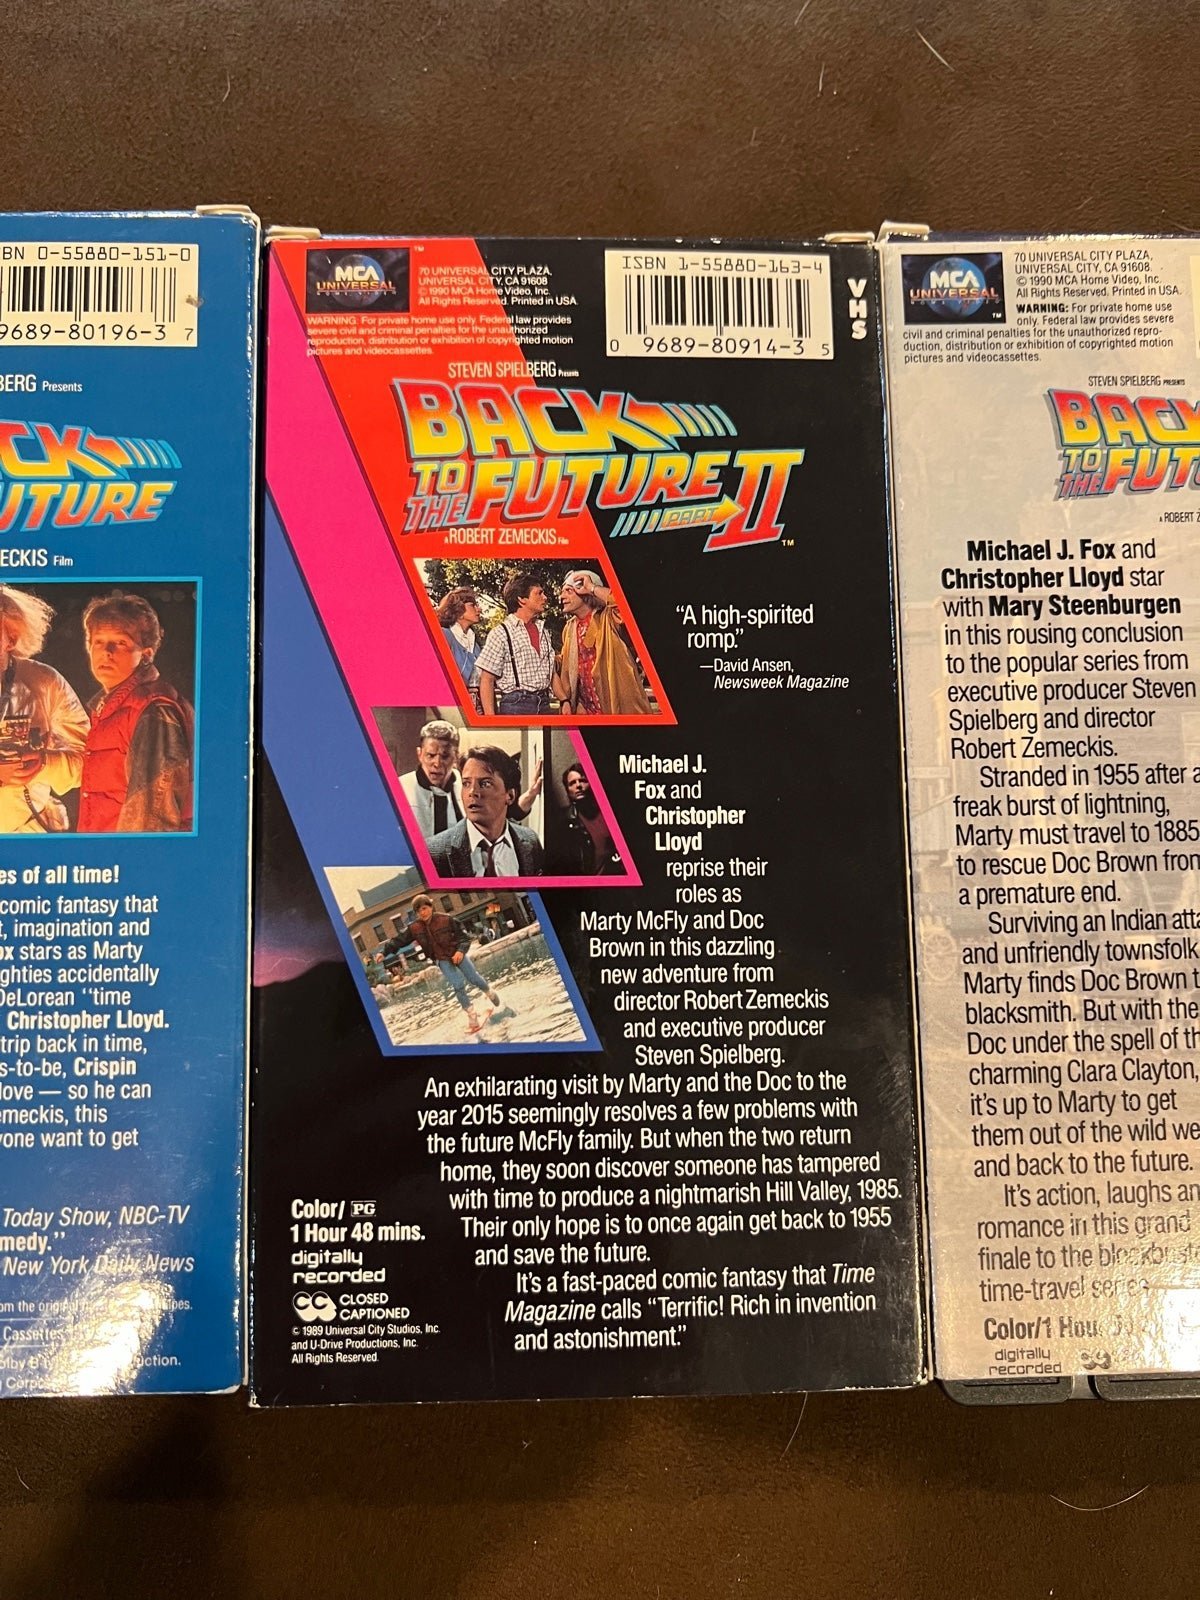 BN 0-55880-151-0
9689-80196-3 7
BERG Presents
CK
UTURE
ECKIS Film
es of all time!
comic fantasy that
t, imagination and
ox stars as Marty
ghties accidentally
DeLorean "time
Christopher Lloyd.
trip back in time,
s-to-be, Crispin
love — so he can
emeckis, this
yone want to get
Today Show, NBC-TV
medy."
New York Daily News
om the original
Cassettes
MCA
UNIVERSAL
HOME VIDEO
™
70 UNIVERSAL CITY PLAZA,
UNIVERSAL CITY, CA 91608
© 1990 MCA Home Video, Inc.
All Rights Reserved. Printed in USA.
WARNING: For private home use only. Federal law provides
severe civil and criminal penalties for the unauthorized
reproduction, distribution or exhibition of copyrighted motion
pictures and videocassettes.
ISBN 1-55880-163-4
0 9689-80914-3 5
VHS
STEVEN SPIELBERG Presents
BACK
TO THE FUTURE
PART II ™
A ROBERT ZEMECKIS Film
"A high-spirited
romp."
—David Ansen,
Newsweek Magazine
Michael J.
Fox and
Christopher
Lloyd
reprise their
roles as
Marty McFly and Doc
Brown in this dazzling
new adventure from
director Robert Zemeckis
and executive producer
Steven Spielberg.
An exhilarating visit by Marty and the Doc to the
year 2015 seemingly resolves a few problems with
the future McFly family. But when the two return
home, they soon discover someone has tampered
with time to produce a nightmarish Hill Valley, 1985.
Their only hope is to once again get back to 1955
and save the future.
It's a fast-paced comic fantasy that Time
Magazine calls "Terrific! Rich in invention
and astonishment."
Color/ PG
1 Hour 48 mins.
digitally
recorded
CC CLOSED
CAPTIONED
© 1989 Universal City Studios, Inc.
and U-Drive Productions, Inc.
All Rights Reserved.
MCA
UNIVERSAL
HOME VIDEO
™
70 UNIVERSAL CITY PLAZA,
UNIVERSAL CITY, CA 91608.
© 1990 MCA Home Video, Inc.
All Rights Reserved. Printed in USA.
WARNING: For private home use
only. Federal law provides severe
civil and criminal penalties for the unauthorized repro-
duction, distribution or exhibition of copyrighted motion
pictures and videocassettes.
STEVEN SPIELBERG PRESENTS
BACK
TO THE FUT
A ROBERT Z
Michael J. Fox and
Christopher Lloyd star
with Mary Steenburgen
in this rousing conclusion
to the popular series from
executive producer Steven
Spielberg and director
Robert Zemeckis.
Stranded in 1955 after a
freak burst of lightning,
Marty must travel to 1885
to rescue Doc Brown from
a premature end.
Surviving an Indian atta
and unfriendly townsfolk
Marty finds Doc Brown t
blacksmith. But with the
Doc under the spell of th
charming Clara Clayton,
it's up to Marty to get
them out of the wild we
and back to the future.
It's action, laughs an
romance in this grand
finale to the blockbust
time-travel series
Color/1 Hou
digitally
recorded